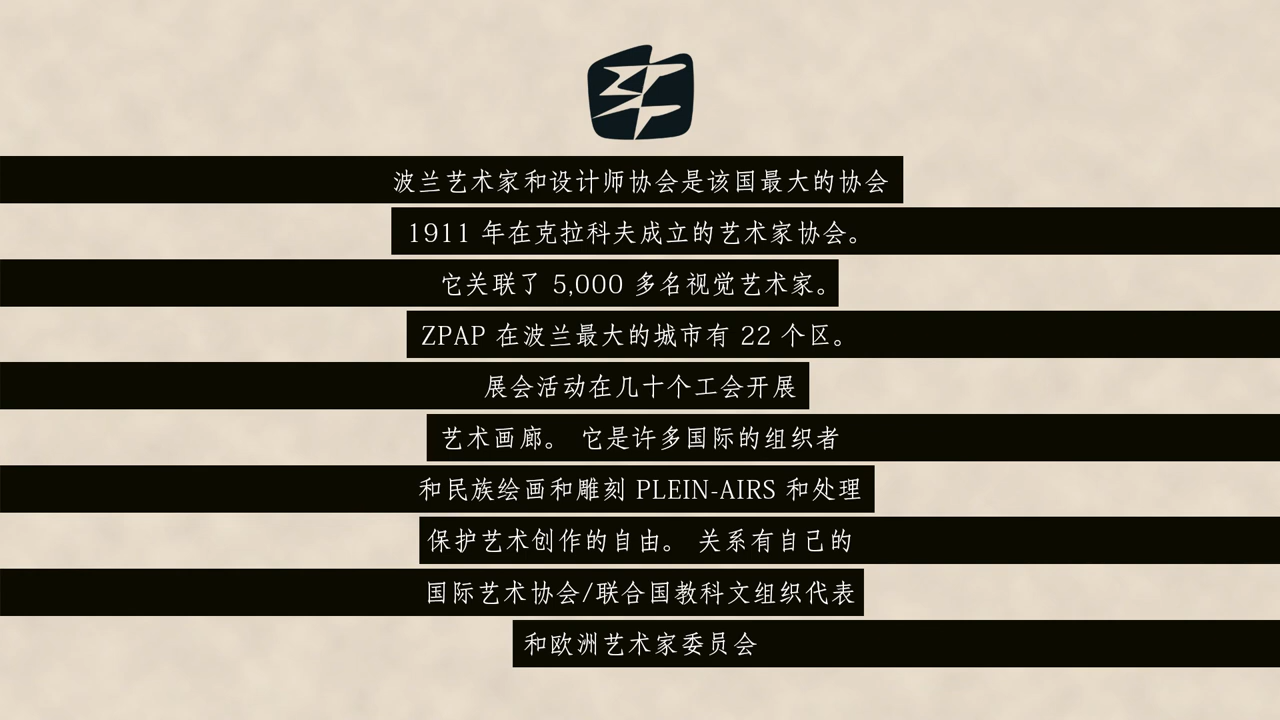 波兰艺术家和设计师协会是该国最大的协会
1911 年在克拉科夫成立的艺术家协会。
它关联了 5,000 多名视觉艺术家。
ZPAP 在波兰最大的城市有 22 个区。
展会活动在几十个工会开展
艺术画廊。 它是许多国际的组织者
和民族绘画和雕刻 PLEIN-AIRS 和处理
保护艺术创作的自由。 关系有自己的
国际艺术协会/联合国教科文组织代表
和欧洲艺术家委员会